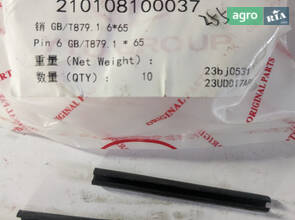 agro RIA
210108100037
销 GB/T879.1 6*65
Pin 6 GB/T879.1 * 65
重量 (Net Weight):
数量 (QTY): 10
23bj0531